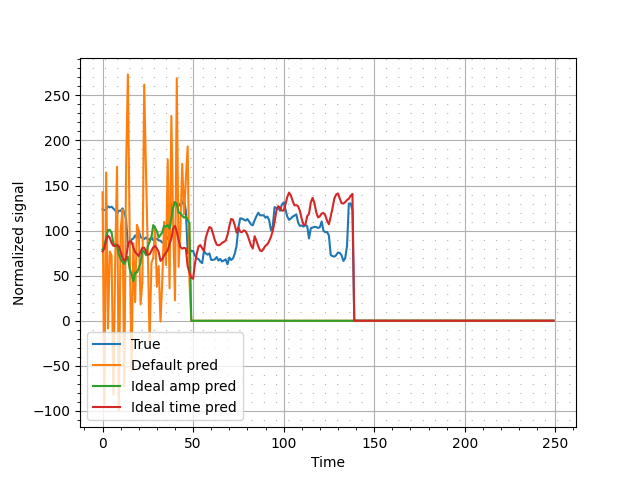 250
200
150
100
50
0
−50
−100
Normalized signal
True
Default pred
Ideal amp pred
Ideal time pred
0 50 100 150 200 250
Time